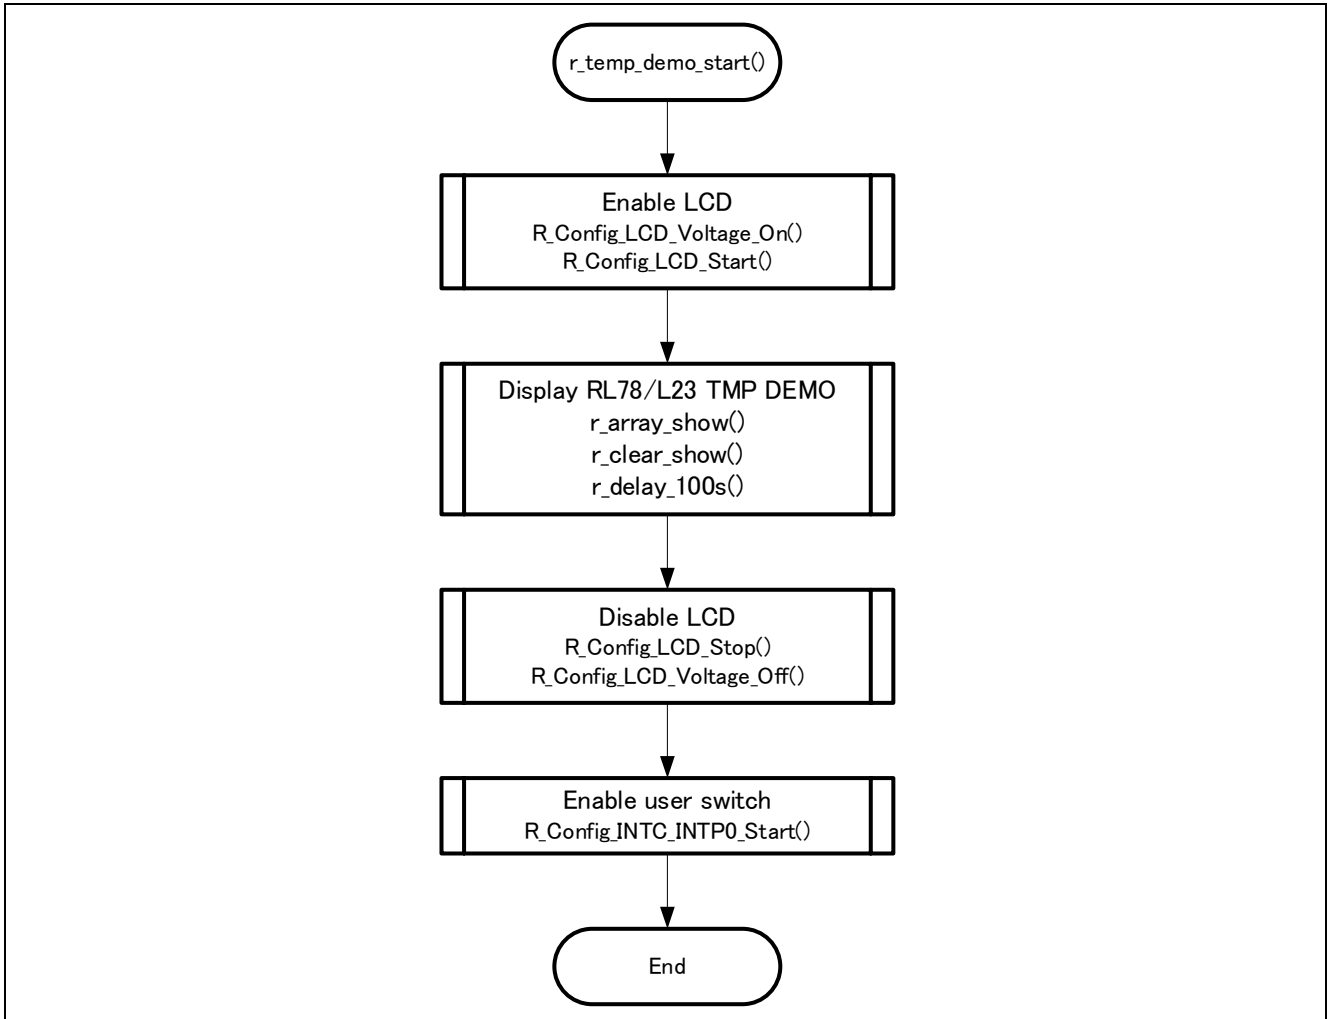 r_temp_demo_start()
Enable LCD
R_Config_LCD_Voltage_On()
R_Config_LCD_Start()
Display RL78/L23 TMP DEMO
r_array_show()
r_clear_show()
r_delay_100s()
Disable LCD
R_Config_LCD_Stop()
R_Config_LCD_Voltage_Off()
Enable user switch
R_Config_INTC_INTP0_Start()
End